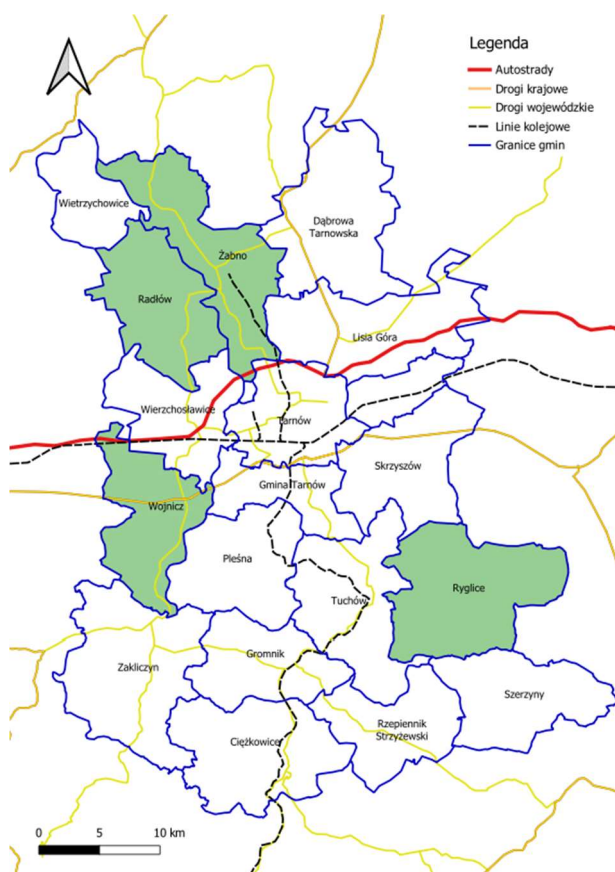 Legenda
Autostrady
Drogi krajowe
Drogi wojewódzkie
Linie kolejowe
Granice gmin
Wietrzychowice
Dąbrowa
Tarnowska
Żabno
Radłów
Lisia Góra
Wierzchosławice
Tarnów
Skrzyszów
Gmina Tarnów
Wojnicz
Pleśna
Ryglice
Tuchów
Gromnik
Zakliczyn
Szerzyny
Rzepiennik
Strzyżewski
Ciężkowice
0 5 10 km